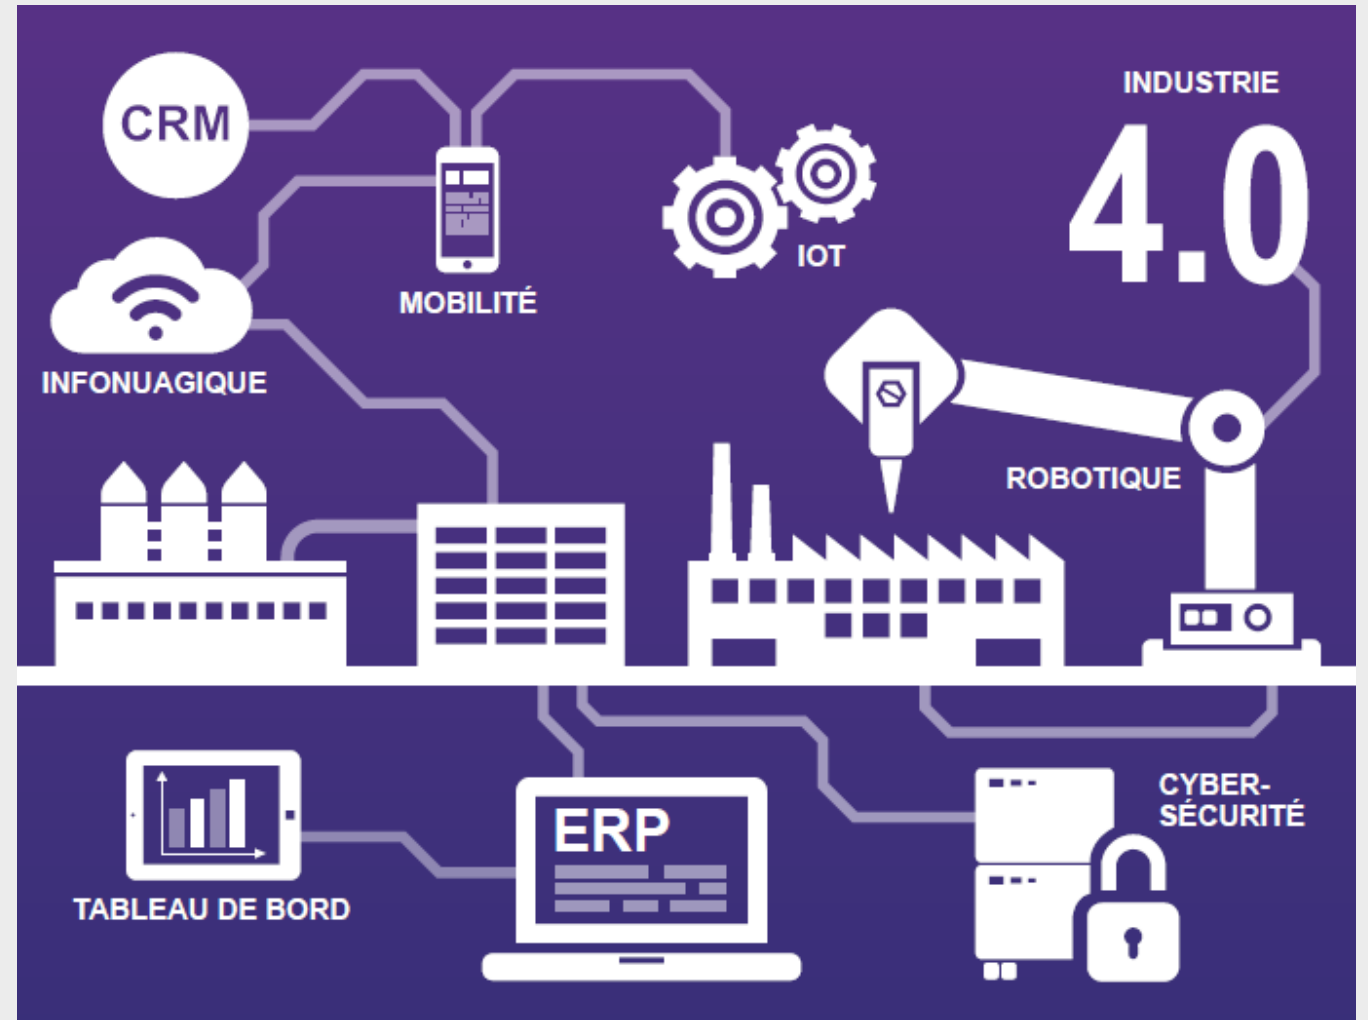 INDUSTRIE
4.0
CRM
IOT
MOBILITÉ
INFONUAGIQUE
ROBOTIQUE
CYBER-
SÉCURITÉ
ERP
TABLEAU DE BORD